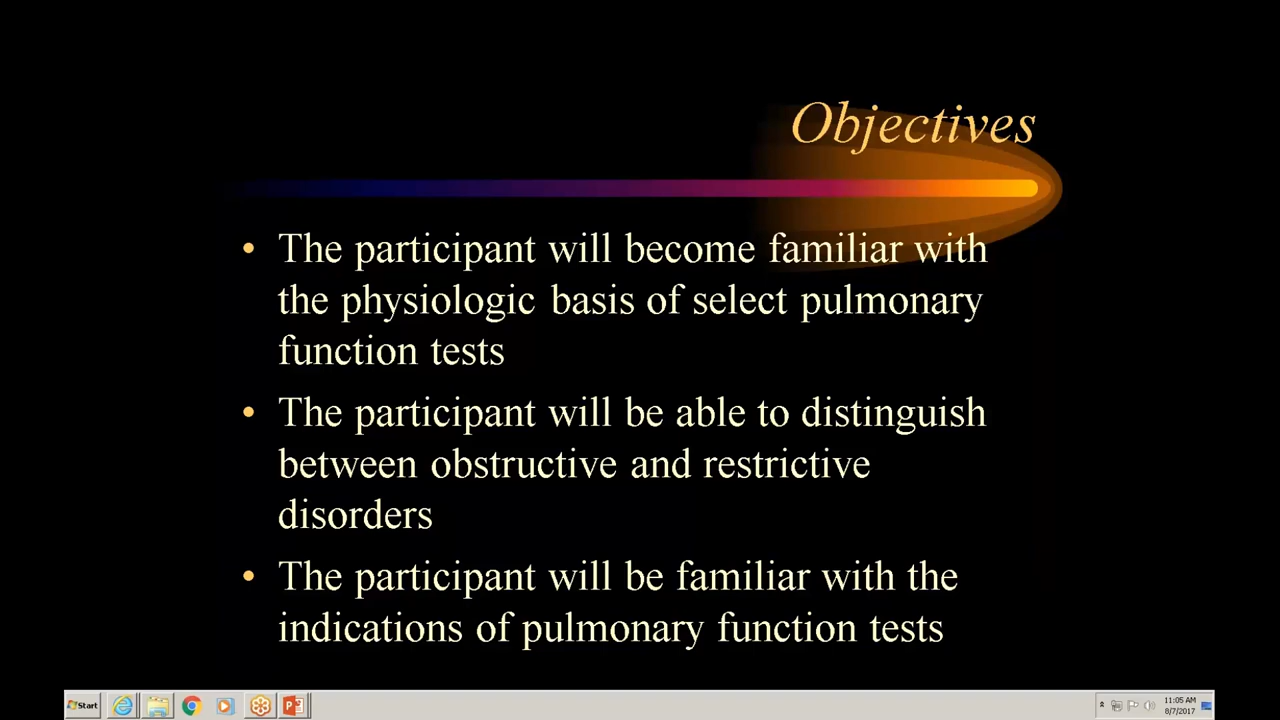 Objectives
• The participant will become familiar with
the physiologic basis of select pulmonary
function tests
• The participant will be able to distinguish
between obstructive and restrictive
disorders
• The participant will be familiar with the
indications of pulmonary function tests
Start
11:05 AM
8/7/2017